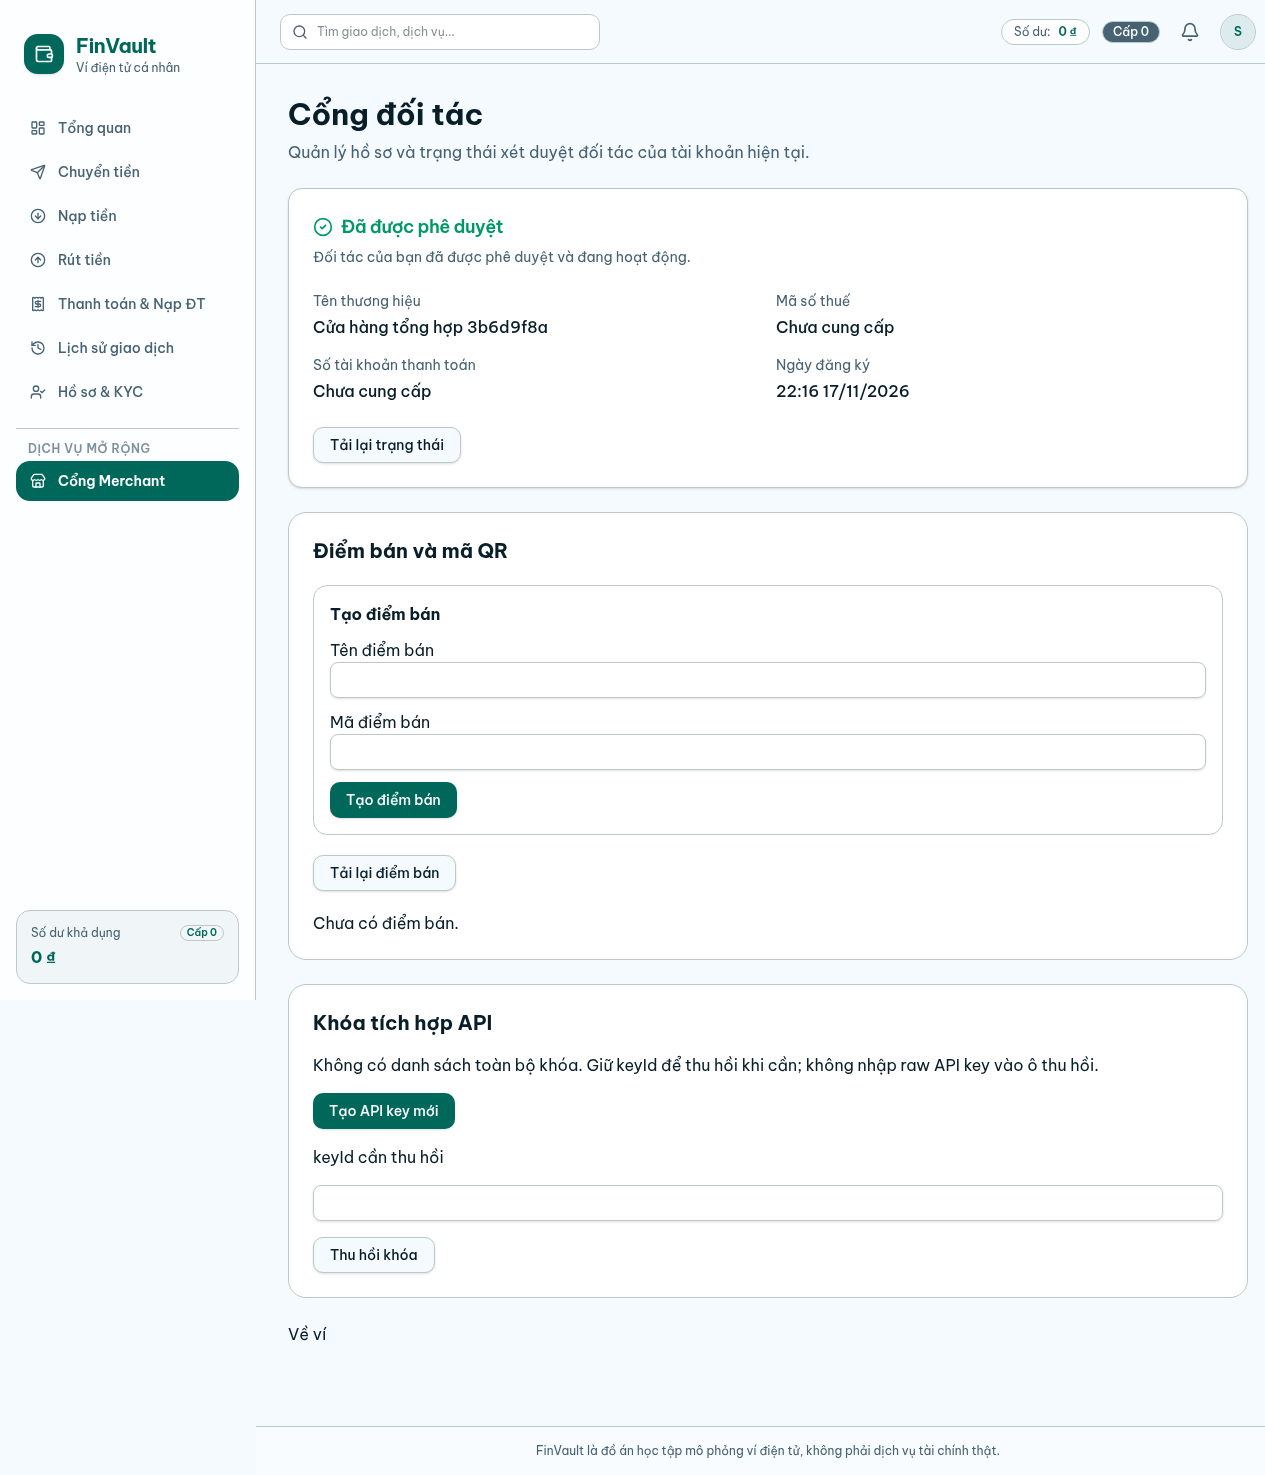 FinVault
Ví điện tử cá nhân
Tổng quan
Chuyển tiền
Nạp tiền
Rút tiền
Thanh toán & Nạp ĐT
Lịch sử giao dịch
Hồ sơ & KYC
DỊCH VỤ MỞ RỘNG
Cổng Merchant
Số dư khả dụng
Cấp 0
0 ₫
Tìm giao dịch, dịch vụ...
Số dư: 0 ₫
Cấp 0
S
Cổng đối tác
Quản lý hồ sơ và trạng thái xét duyệt đối tác của tài khoản hiện tại.
Đã được phê duyệt
Đối tác của bạn đã được phê duyệt và đang hoạt động.
Tên thương hiệu
Cửa hàng tổng hợp 3b6d9f8a
Mã số thuế
Chưa cung cấp
Số tài khoản thanh toán
Chưa cung cấp
Ngày đăng ký
22:16 17/11/2026
Tải lại trạng thái
Điểm bán và mã QR
Tạo điểm bán
Tên điểm bán
Mã điểm bán
Tạo điểm bán
Tải lại điểm bán
Chưa có điểm bán.
Khóa tích hợp API
Không có danh sách toàn bộ khóa. Giữ keyId để thu hồi khi cần; không nhập raw API key vào ô thu hồi.
Tạo API key mới
keyId cần thu hồi
Thu hồi khóa
Về ví
FinVault là đồ án học tập mô phỏng ví điện tử, không phải dịch vụ tài chính thật.